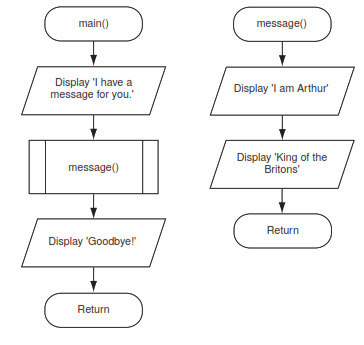 main()
Display 'I have a
message for you.'
message()
Display 'Goodbye!'
Return
message()
Display 'I am Arthur'
Display 'King of the
Britons'
Return